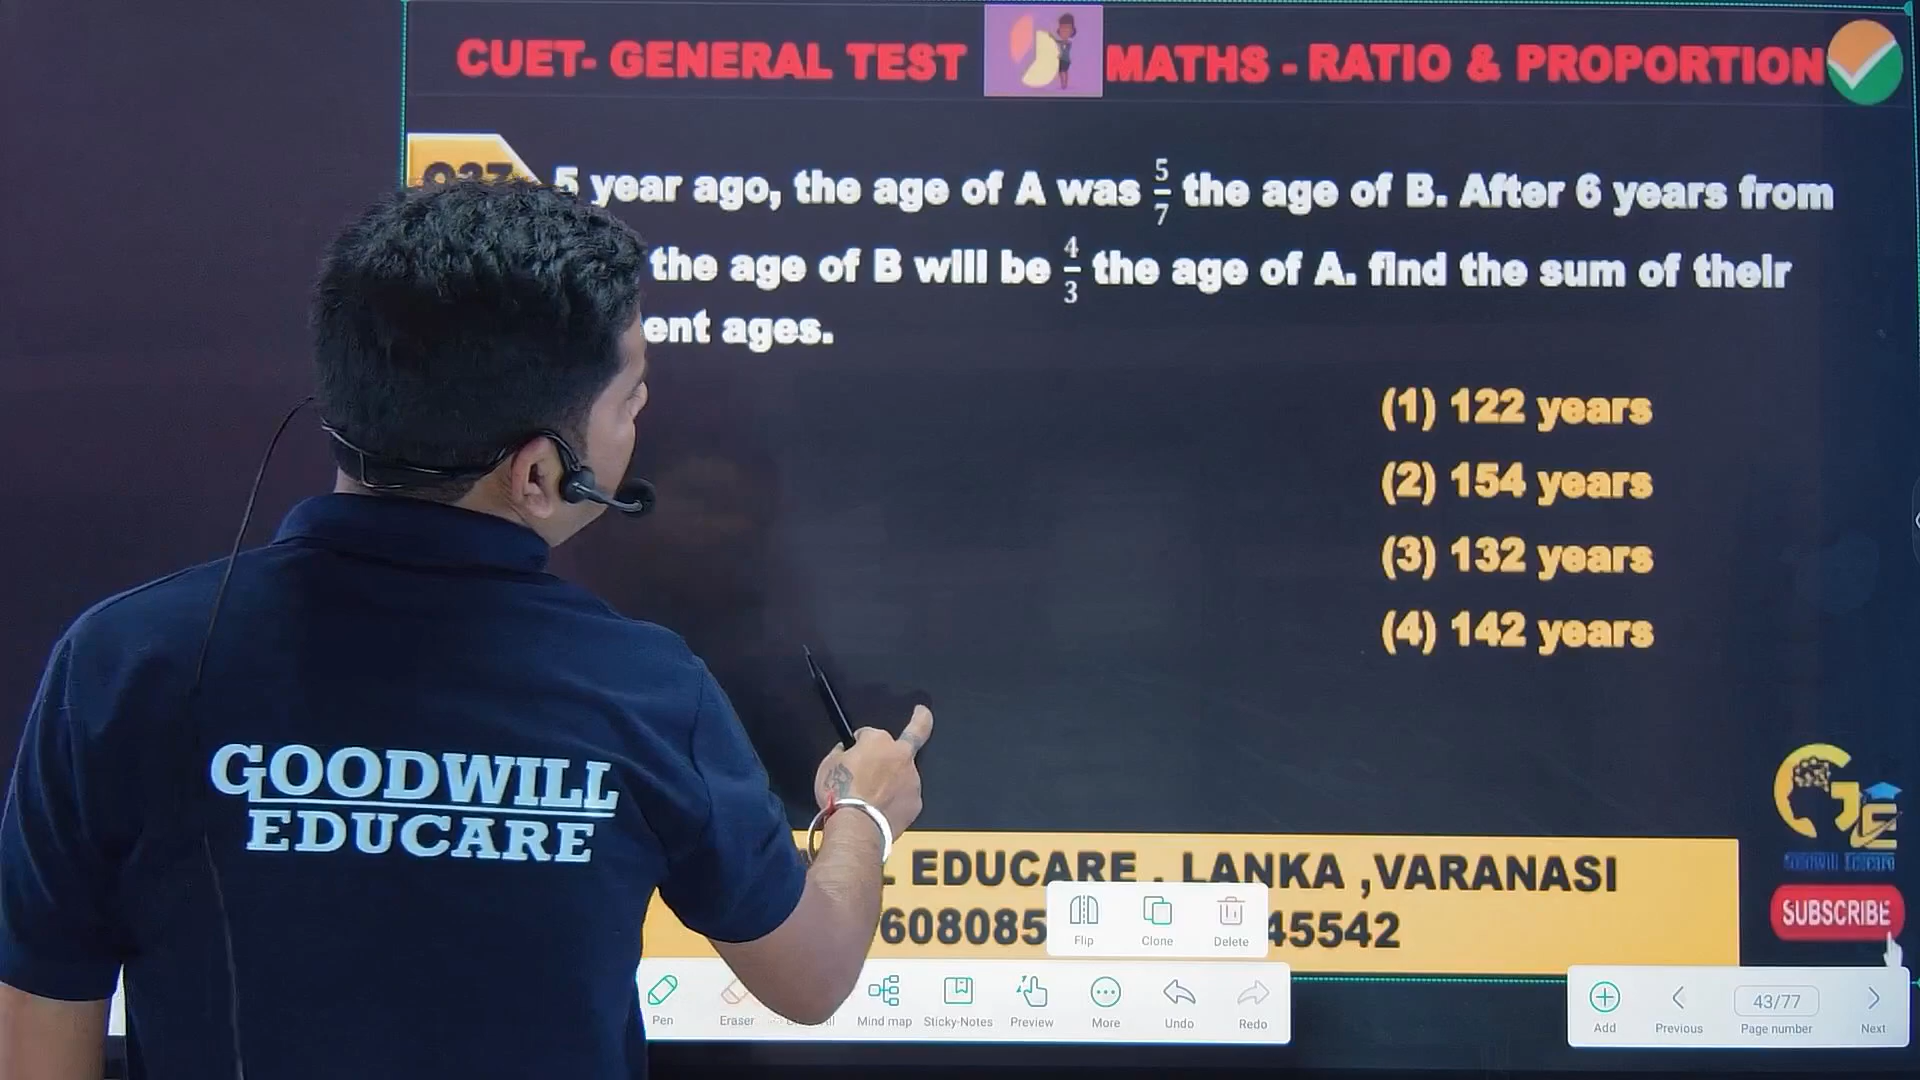 CUET- GENERAL TEST MATHS - RATIO & PROPORTION
5 year ago, the age of A was 5/7 the age of B. After 6 years from
the age of B will be 4/3 the age of A. find the sum of their
ent ages.
(1) 122 years
(2) 154 years
(3) 132 years
(4) 142 years
GOODWILL
EDUCARE
L EDUCARE , LANKA ,VARANASI
608085
45542
Goodwill Educare
SUBSCRIBE
Flip Clone Delete
Pen Eraser Mind map Sticky-Notes Preview More Undo Redo
Add Previous 43/77 Page number Next